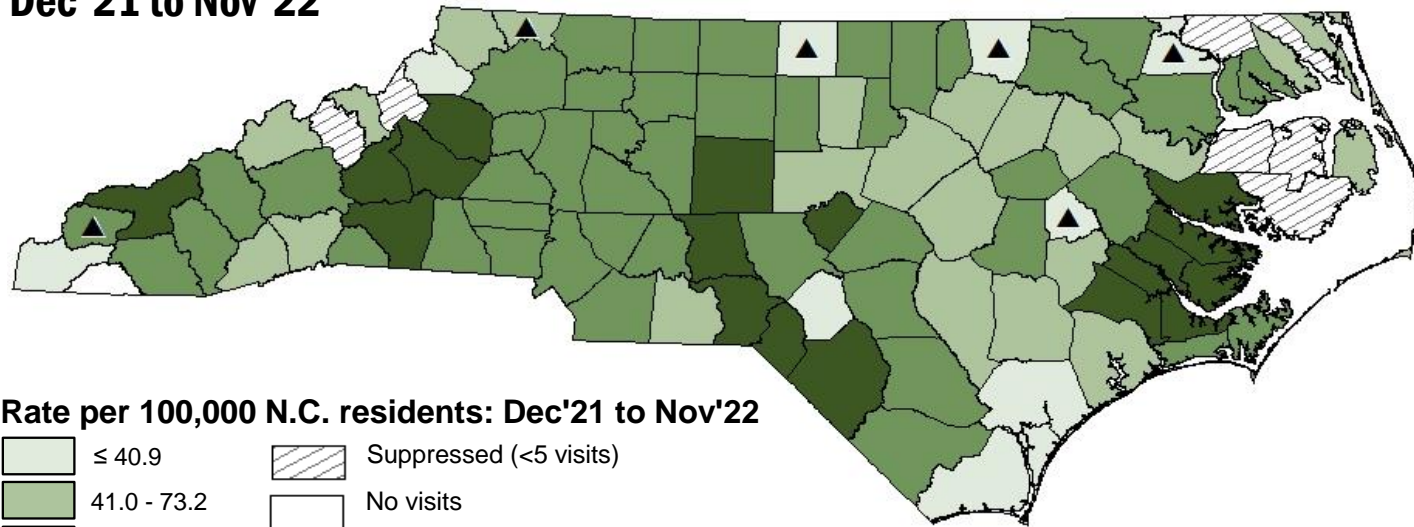 Dec'21 to Nov'22
Rate per 100,000 N.C. residents: Dec'21 to Nov'22
≤ 40.9
Suppressed (<5 visits)
41.0 - 73.2
No visits